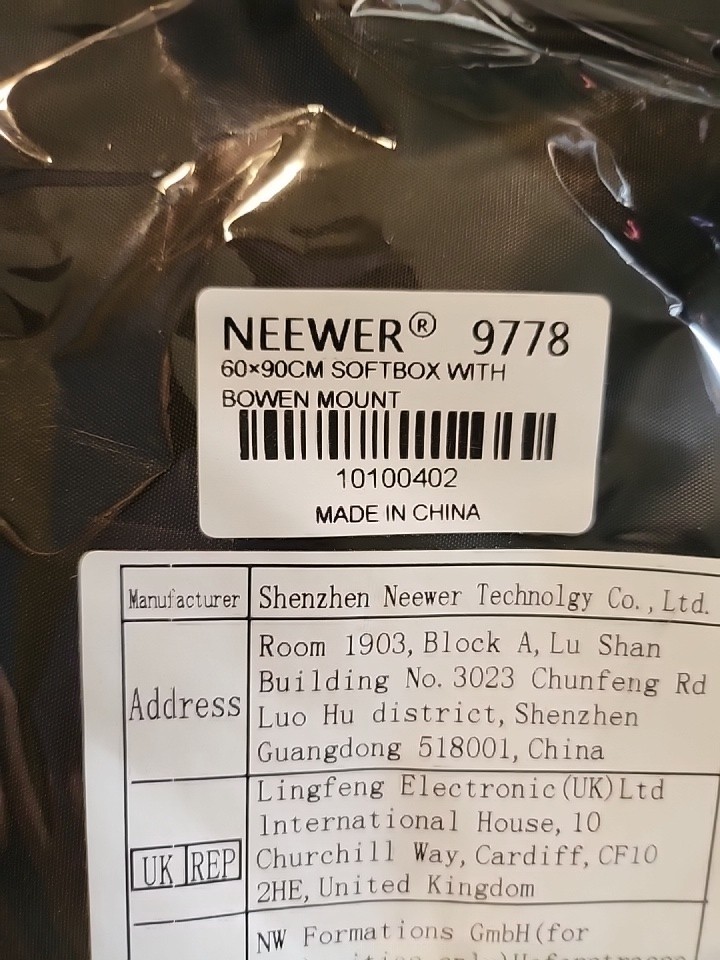 NEEWER® 9778
60×90CM SOFTBOX WITH
BOWEN MOUNT
10100402
MADE IN CHINA
Manufacturer
Shenzhen Neewer Technolgy Co., Ltd.
Address
Room 1903, Block A, Lu Shan
Building No. 3023 Chunfeng Rd
Luo Hu district, Shenzhen
Guangdong 518001, China
UK REP
Lingfeng Electronic (UK) Ltd
International House, 10
Churchill Way, Cardiff, CF10
2HE, United Kingdom
NW Formations GmbH (for